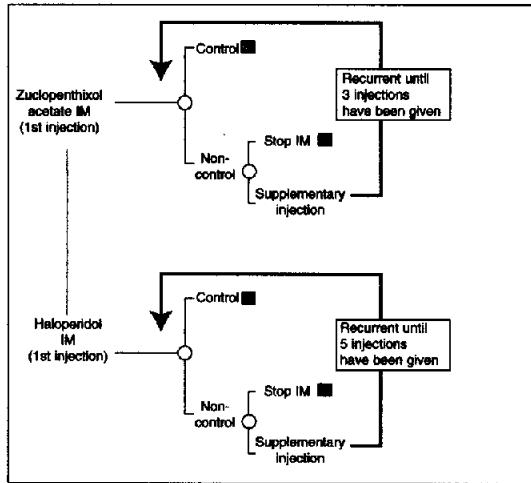 Control
Recurrent until
3 injections
have been given
Zuclopenthixol
acetate IM
(1st injection)
Stop IM
Non-
control
Supplementary
injection
Control
Haloperidol
IM
(1st injection)
Recurrent until
5 injections
have been given
Stop IM
Non-
control
Supplementary
injection